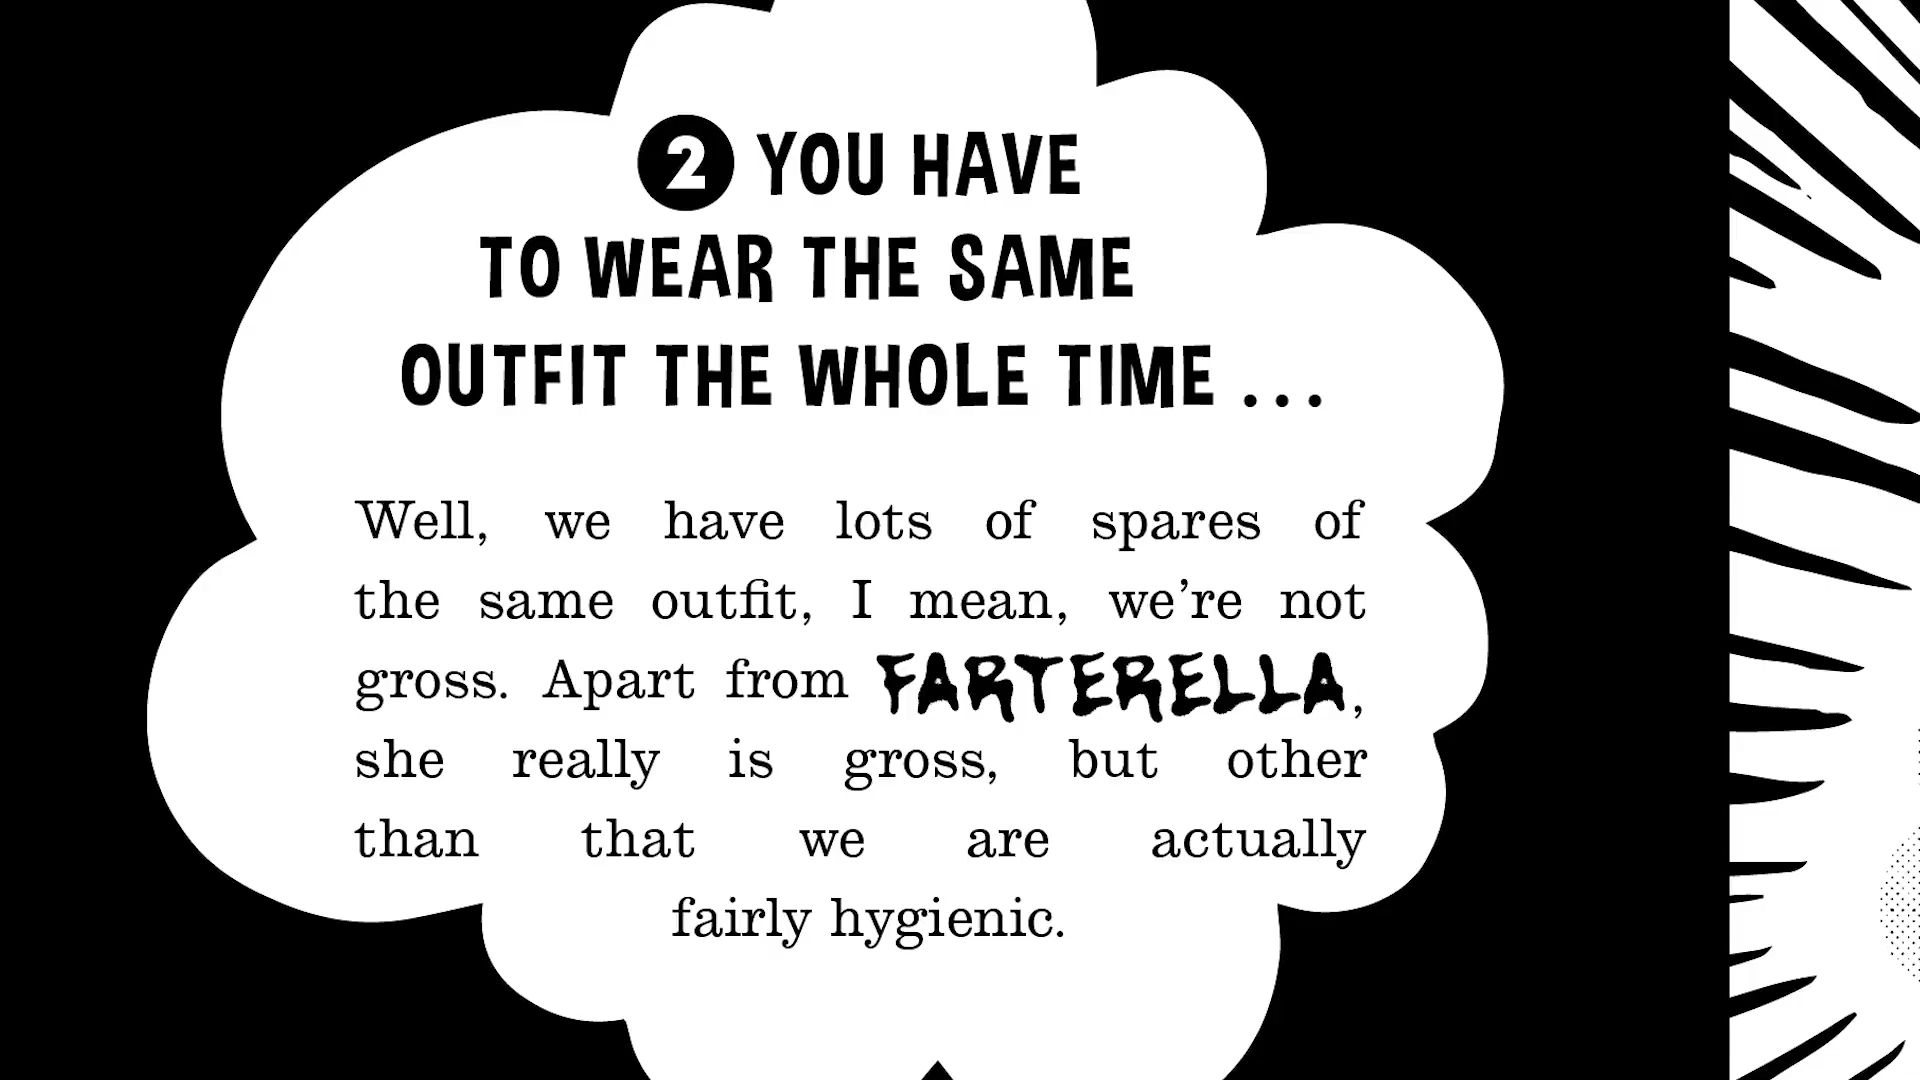 2 YOU HAVE
TO WEAR THE SAME
OUTFIT THE WHOLE TIME ...
Well, we have lots of spares of
the same outfit, I mean, we’re not
gross. Apart from FARTERELLA,
she really is gross, but other
than that we are actually
fairly hygienic.